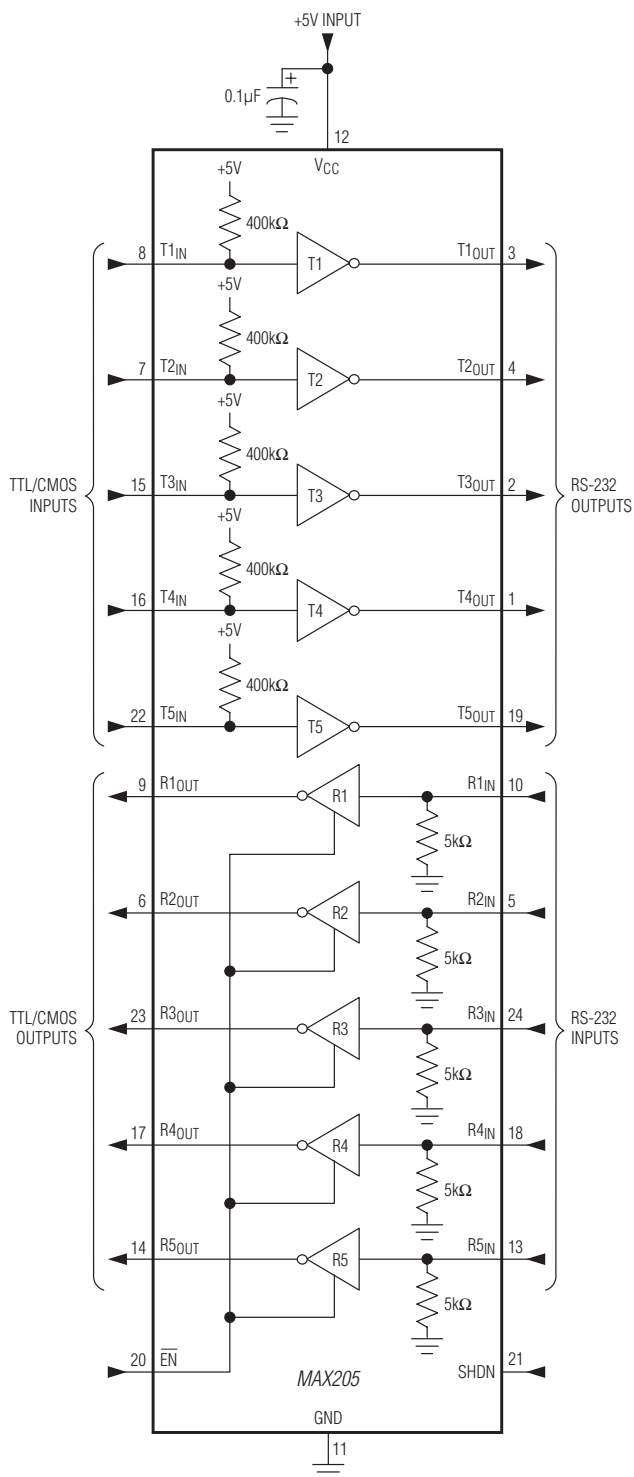 +5V INPUT
0.1µF
+
12
VCC
+5V
400kΩ
8 T1IN
T1
T1OUT 3
+5V
400kΩ
7 T2IN
T2
T2OUT 4
+5V
400kΩ
TTL/CMOS
INPUTS
15 T3IN
T3
T3OUT 2
RS-232
OUTPUTS
+5V
400kΩ
16 T4IN
T4
T4OUT 1
+5V
400kΩ
22 T5IN
T5
T5OUT 19
9 R1OUT
R1
R1IN 10
5kΩ
6 R2OUT
R2
R2IN 5
5kΩ
TTL/CMOS
OUTPUTS
23 R3OUT
R3
R3IN 24
RS-232
INPUTS
5kΩ
17 R4OUT
R4
R4IN 18
5kΩ
14 R5OUT
R5
R5IN 13
5kΩ
20 EN
MAX205
SHDN 21
GND
11